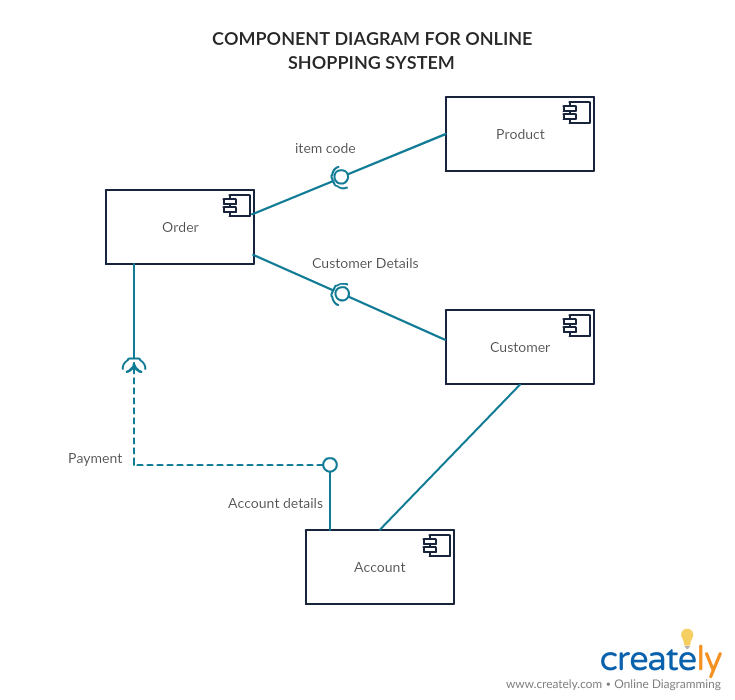 COMPONENT DIAGRAM FOR ONLINE
SHOPPING SYSTEM
Product
item code
Order
Customer Details
Customer
Payment
Account details
Account
creately
www.creately.com • Online Diagramming